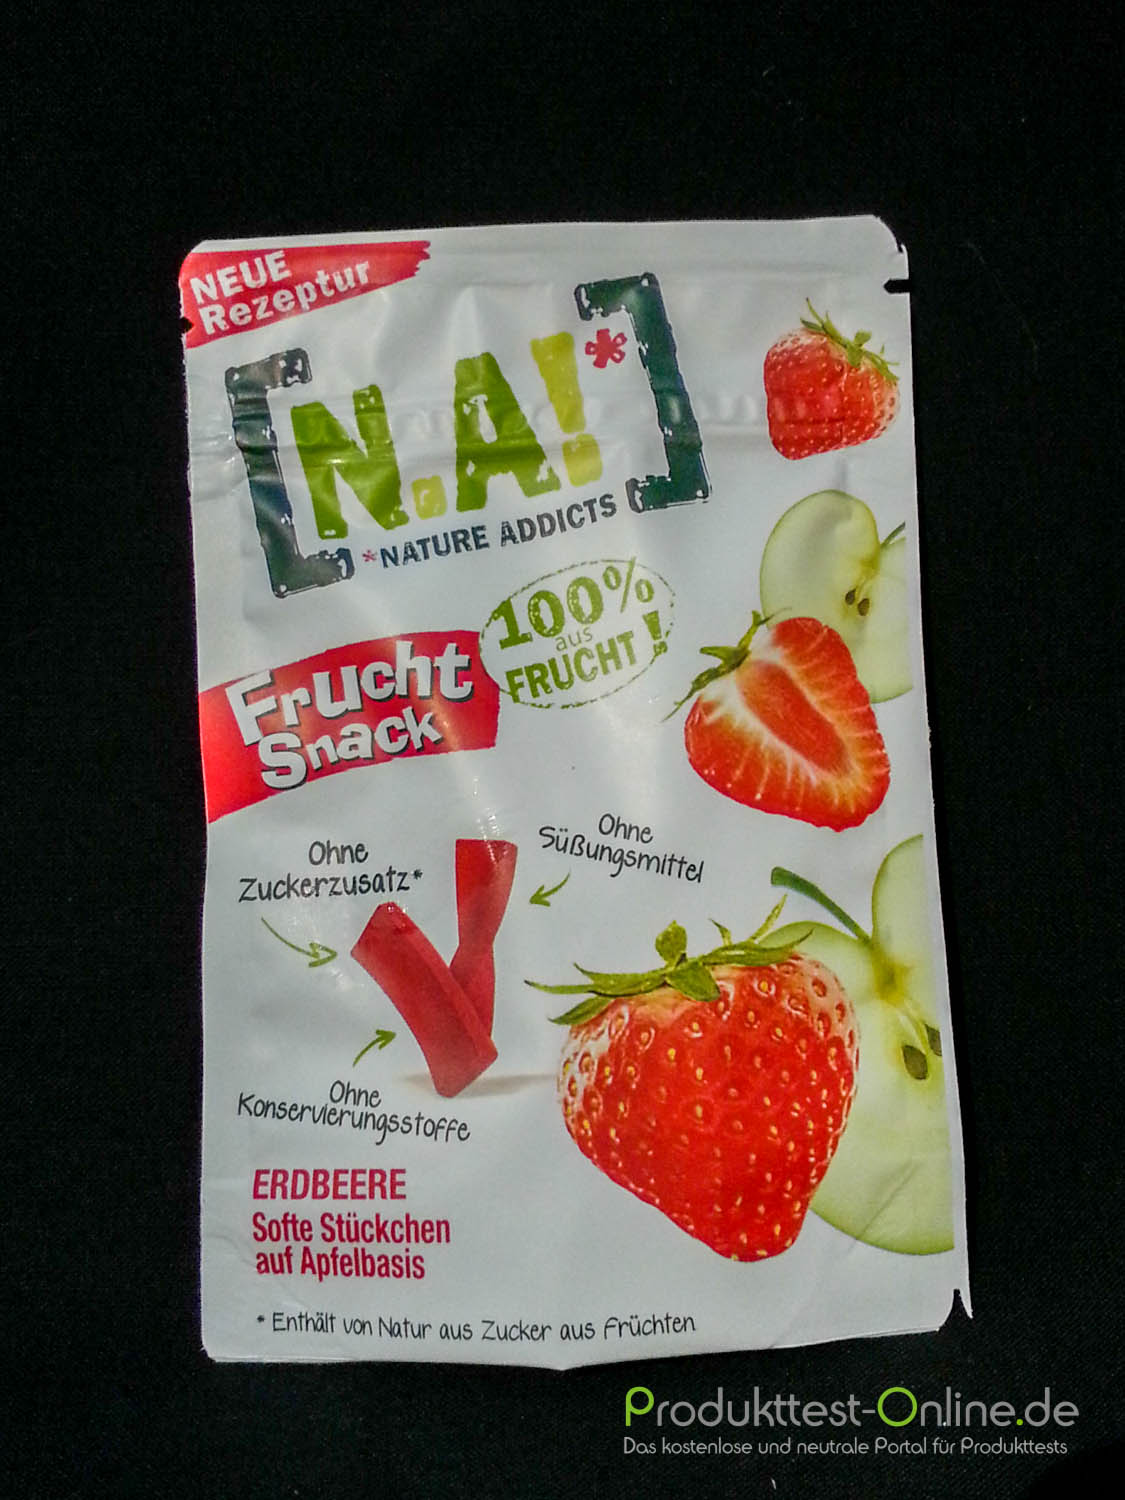 NEUE
Rezeptur
[N.A!*]
*NATURE ADDICTS
100%
aus
FRUCHT!
Frucht
Snack
Ohne
Zuckerzusatz*
Ohne
Süßungsmittel
Ohne
Konservierungsstoffe
ERDBEERE
Softe Stückchen
auf Apfelbasis
* Enthält von Natur aus Zucker aus Früchten
Produkttest-Online.de
Das kostenlose und neutrale Portal für Produkttests